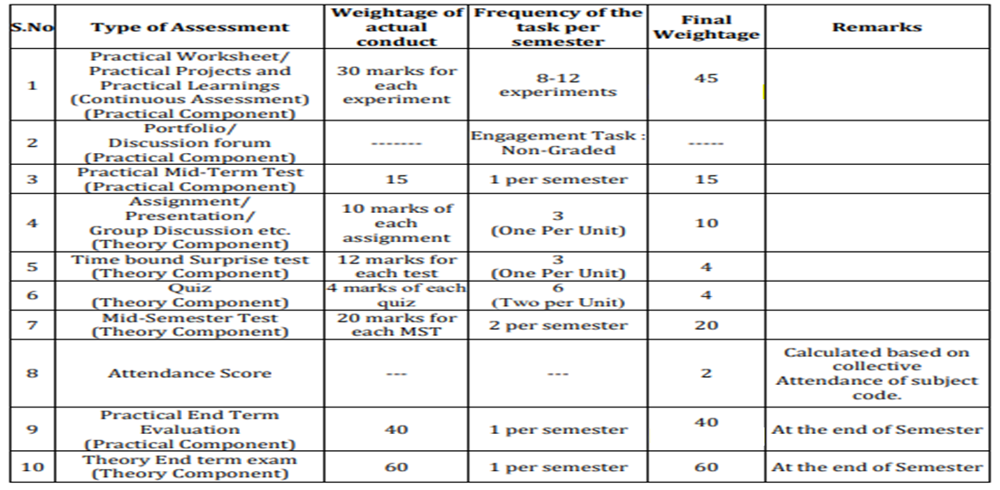 S.No
Type of Assessment
Weightage of
actual
conduct
Frequency of the
task per
semester
Final
Weightage
Remarks
1
Practical Worksheet/
Practical Projects and
Practical Learnings
(Continuous Assessment)
(Practical Component)
30 marks for
each
experiment
8-12
experiments
45
2
Portfolio/
Discussion forum
(Practical Component)
-------
Engagement Task :
Non-Graded
-----
3
Practical Mid-Term Test
(Practical Component)
15
1 per semester
15
4
Assignment/
Presentation/
Group Discussion etc.
(Theory Component)
10 marks of
each
assignment
3
(One Per Unit)
10
5
Time bound Surprise test
(Theory Component)
12 marks for
each test
3
(One Per Unit)
4
6
Quiz
(Theory Component)
4 marks of each
quiz
6
(Two per Unit)
4
7
Mid-Semester Test
(Theory Component)
20 marks for
each MST
2 per semester
20
8
Attendance Score
---
---
2
Calculated based on
collective
Attendance of subject
code.
9
Practical End Term
Evaluation
(Practical Component)
40
1 per semester
40
At the end of Semester
10
Theory End term exam
(Theory Component)
60
1 per semester
60
At the end of Semester